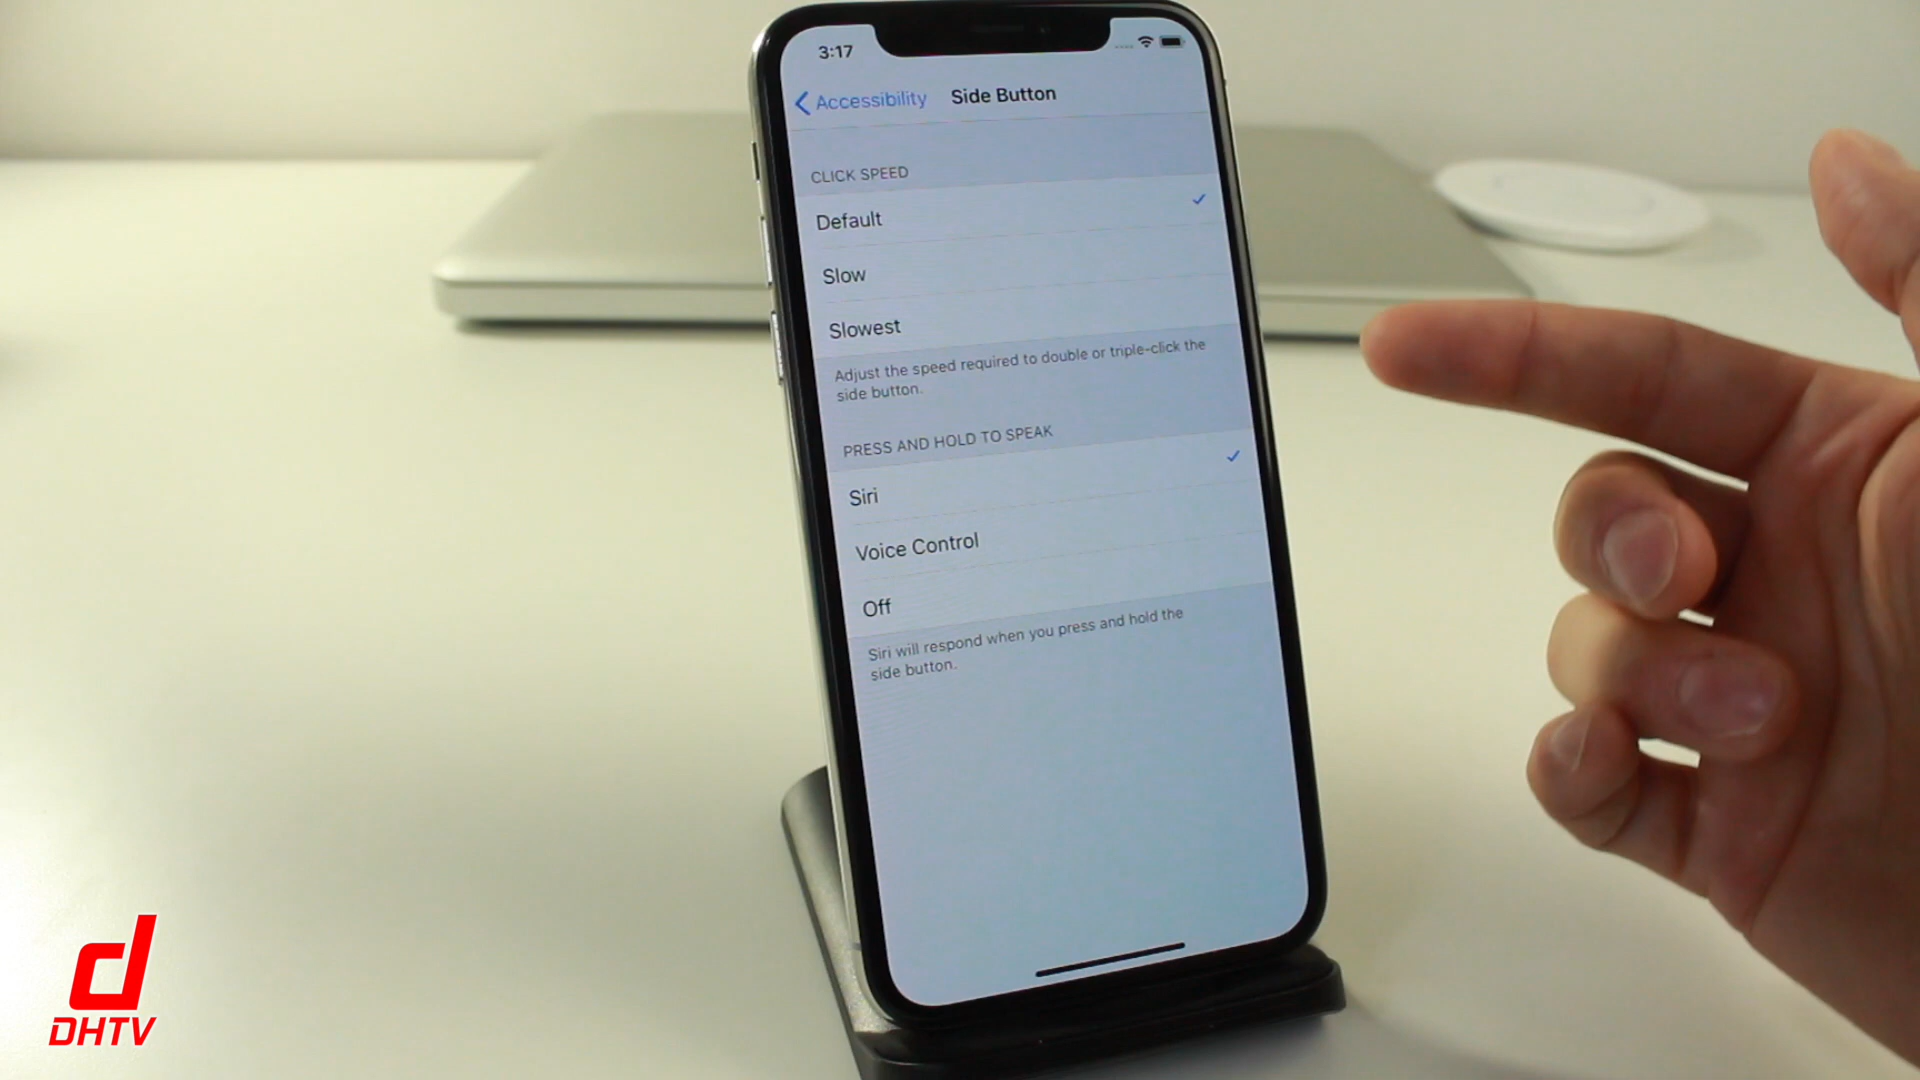 3:17
Accessibility
Side Button
CLICK SPEED
Default
Slow
Slowest
Adjust the speed required to double or triple-click the
side button.
PRESS AND HOLD TO SPEAK
Siri
Voice Control
Off
Siri will respond when you press and hold the
side button.
d
DHTV